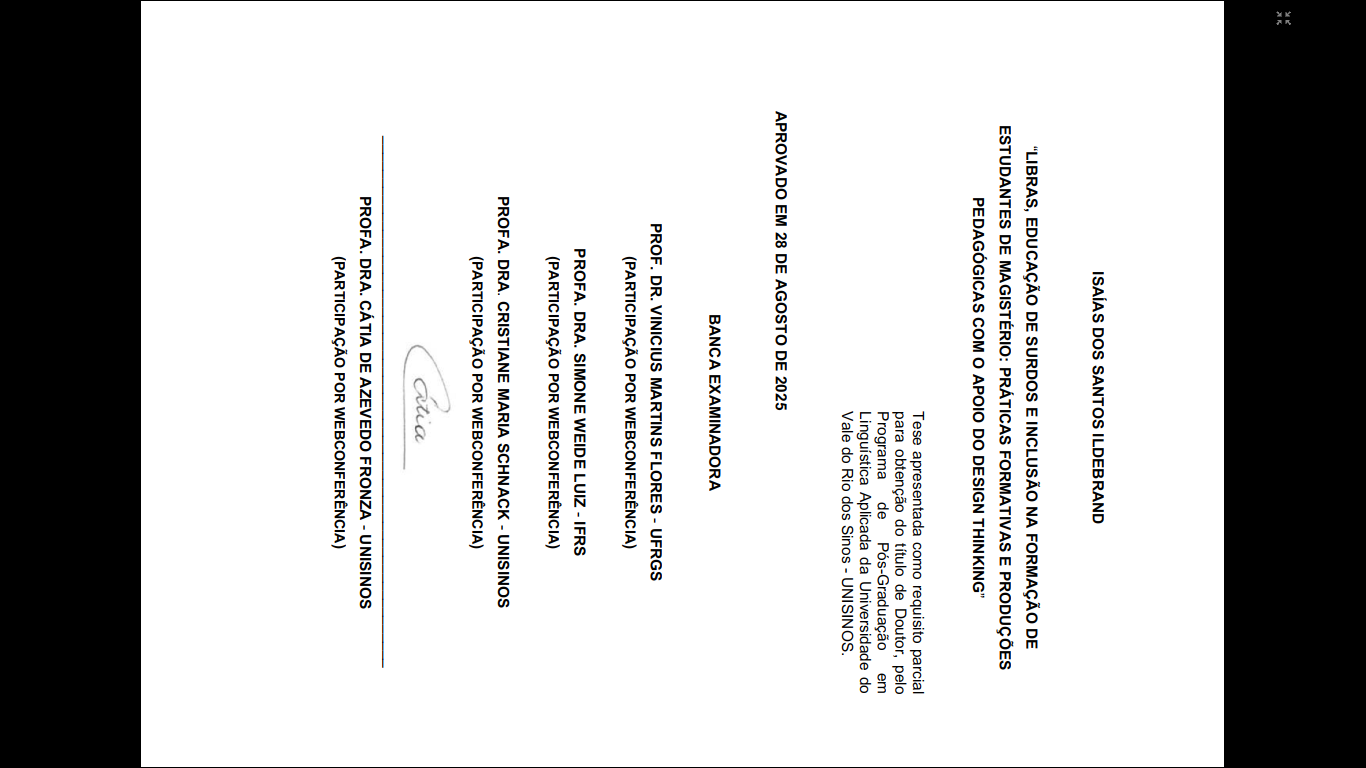 ISAÍAS DOS SANTOS ILDEBRAND
“LIBRAS, EDUCAÇÃO DE SURDOS E INCLUSÃO NA FORMAÇÃO DE
ESTUDANTES DE MAGISTÉRIO: PRÁTICAS FORMATIVAS E PRODUÇÕES
PEDAGÓGICAS COM O APOIO DO DESIGN THINKING”
Tese apresentada como requisito parcial
para obtenção do título de Doutor, pelo
Programa de Pós-Graduação em
Linguística Aplicada da Universidade do
Vale do Rio dos Sinos - UNISINOS.
APROVADO EM 28 DE AGOSTO DE 2025
BANCA EXAMINADORA
PROF. DR. VINICIUS MARTINS FLORES - UFRGS
(PARTICIPAÇÃO POR WEBCONFERÊNCIA)
PROFA. DRA. SIMONE WEIDE LUIZ - IFRS
(PARTICIPAÇÃO POR WEBCONFERÊNCIA)
PROFA. DRA. CRISTIANE MARIA SCHNACK - UNISINOS
(PARTICIPAÇÃO POR WEBCONFERÊNCIA)
Cátia
PROFA. DRA. CÁTIA DE AZEVEDO FRONZA - UNISINOS
(PARTICIPAÇÃO POR WEBCONFERÊNCIA)